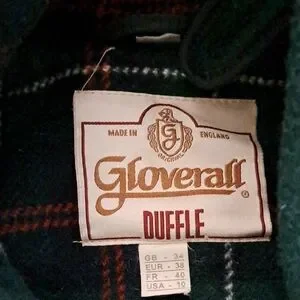 MADE IN ENGLAND
Gloverall ®
DUFFLE
GB - 34
EUR - 38
FR - 40
USA - 10